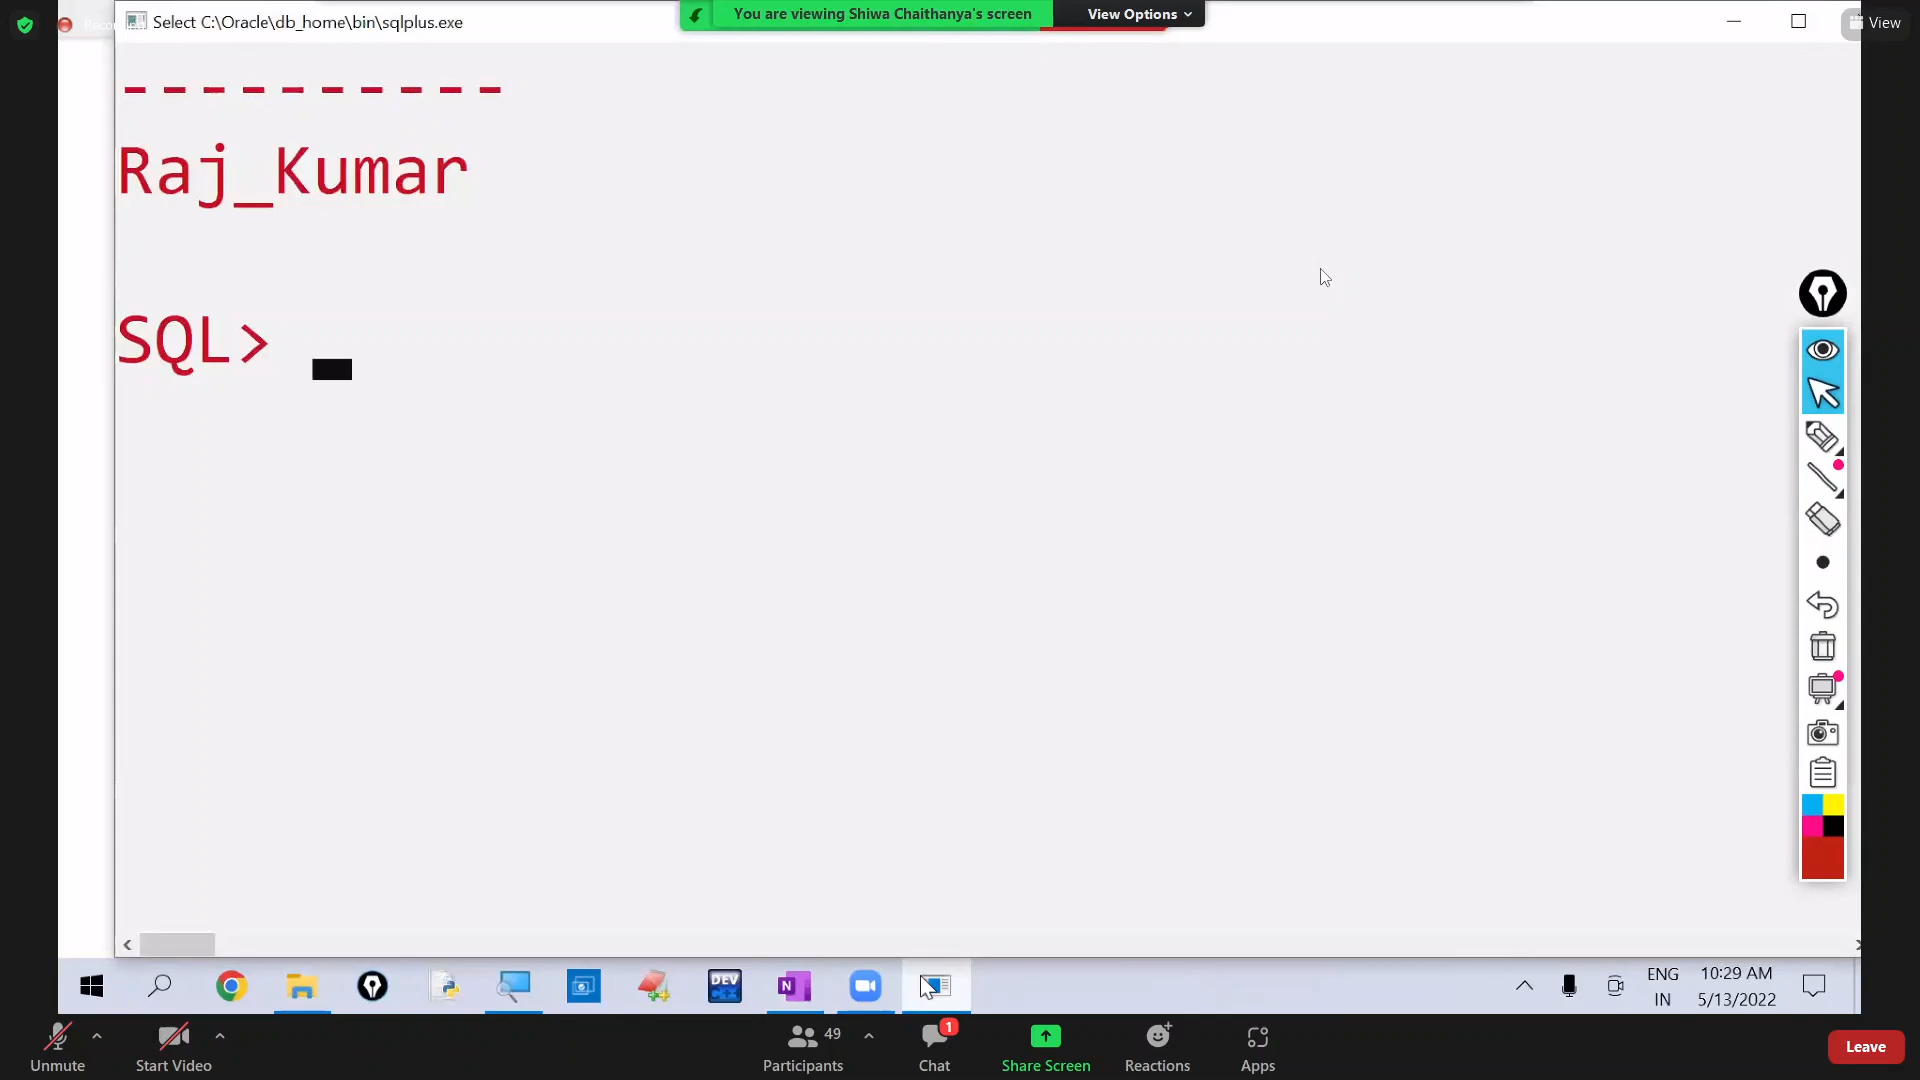 Select C:\Oracle\db_home\bin\sqlplus.exe
You are viewing Shiwa Chaithanya's screen
View Options
View
----------
Raj_Kumar
SQL>
DEV
N
ENG
IN
10:29 AM
5/13/2022
Unmute
Start Video
49
Participants
1
Chat
Share Screen
Reactions
Apps
Leave